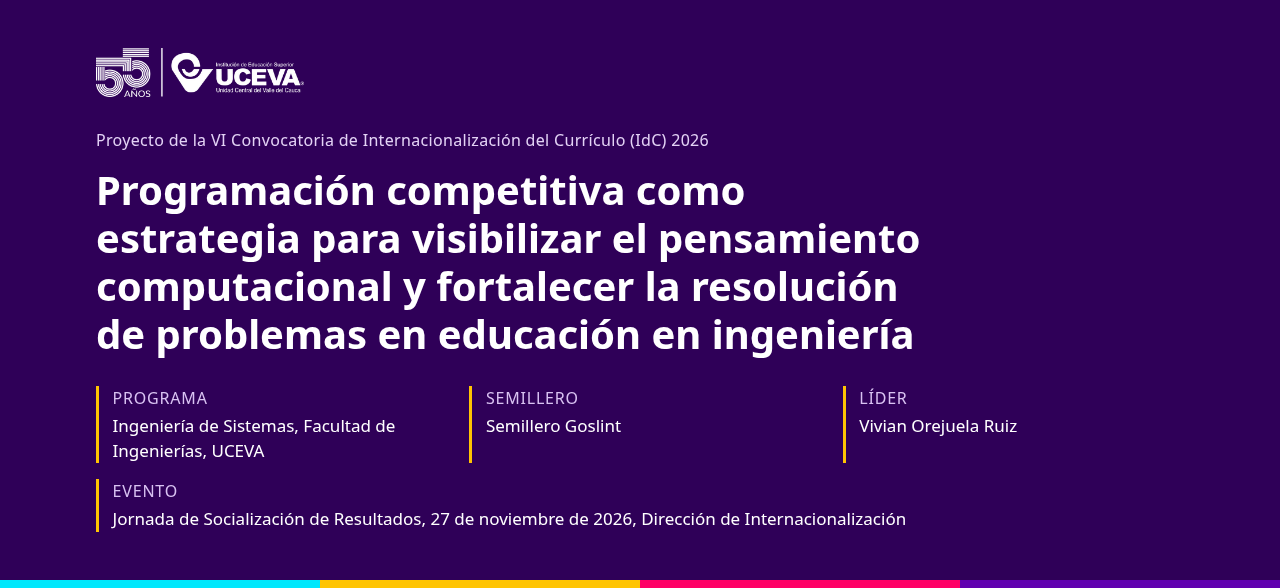 55 AÑOS
Institución de Educación Superior
UCEVA
Unidad Central del Valle del Cauca
Proyecto de la VI Convocatoria de Internacionalización del Currículo (IdC) 2026
Programación competitiva como
estrategia para visibilizar el pensamiento
computacional y fortalecer la resolución
de problemas en educación en ingeniería
PROGRAMA
Ingeniería de Sistemas, Facultad de
Ingenierías, UCEVA
SEMILLERO
Semillero Goslint
LÍDER
Vivian Orejuela Ruiz
EVENTO
Jornada de Socialización de Resultados, 27 de noviembre de 2026, Dirección de Internacionalización